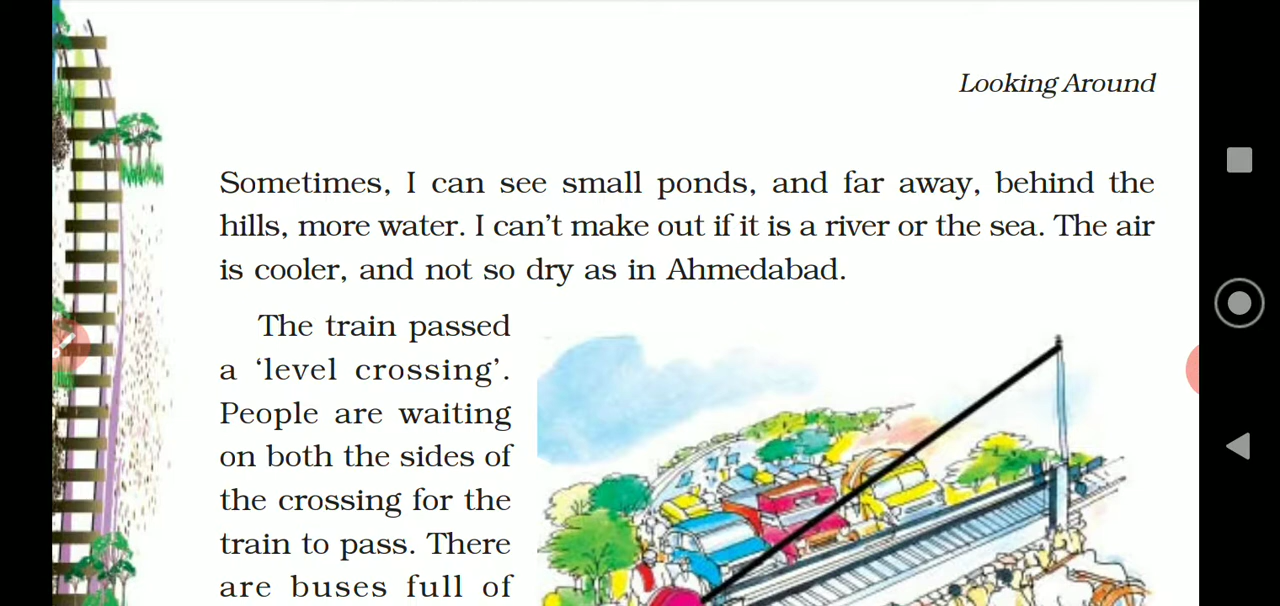 Looking Around
Sometimes, I can see small ponds, and far away, behind the
hills, more water. I can't make out if it is a river or the sea. The air
is cooler, and not so dry as in Ahmedabad.
The train passed
a ‘level crossing’.
People are waiting
on both the sides of
the crossing for the
train to pass. There
are buses full of